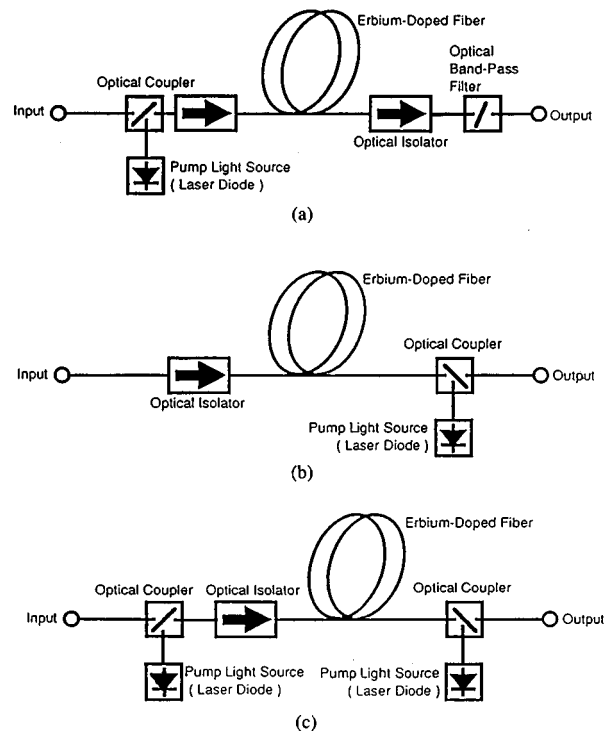 Erbium-Doped Fiber
Optical
Band-Pass
Filter
Optical Coupler
Input
Output
Optical Isolator
Pump Light Source
( Laser Diode )
(a)
Erbium-Doped Fiber
Optical Coupler
Input
Output
Optical Isolator
Pump Light Source
( Laser Diode )
(b)
Erbium-Doped Fiber
Optical Coupler
Optical Isolator
Optical Coupler
Input
Output
Pump Light Source
( Laser Diode )
Pump Light Source
( Laser Diode )
(c)